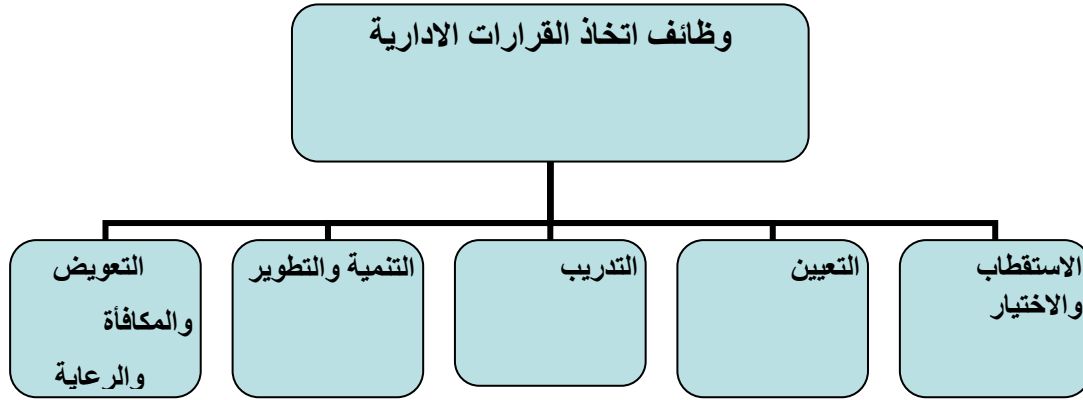 وظائف اتخاذ القرارات الادارية
الاستقطاب
والاختيار
التعيين
التدريب
التنمية والتطوير
التعويض
والمكافأة
والرعاية